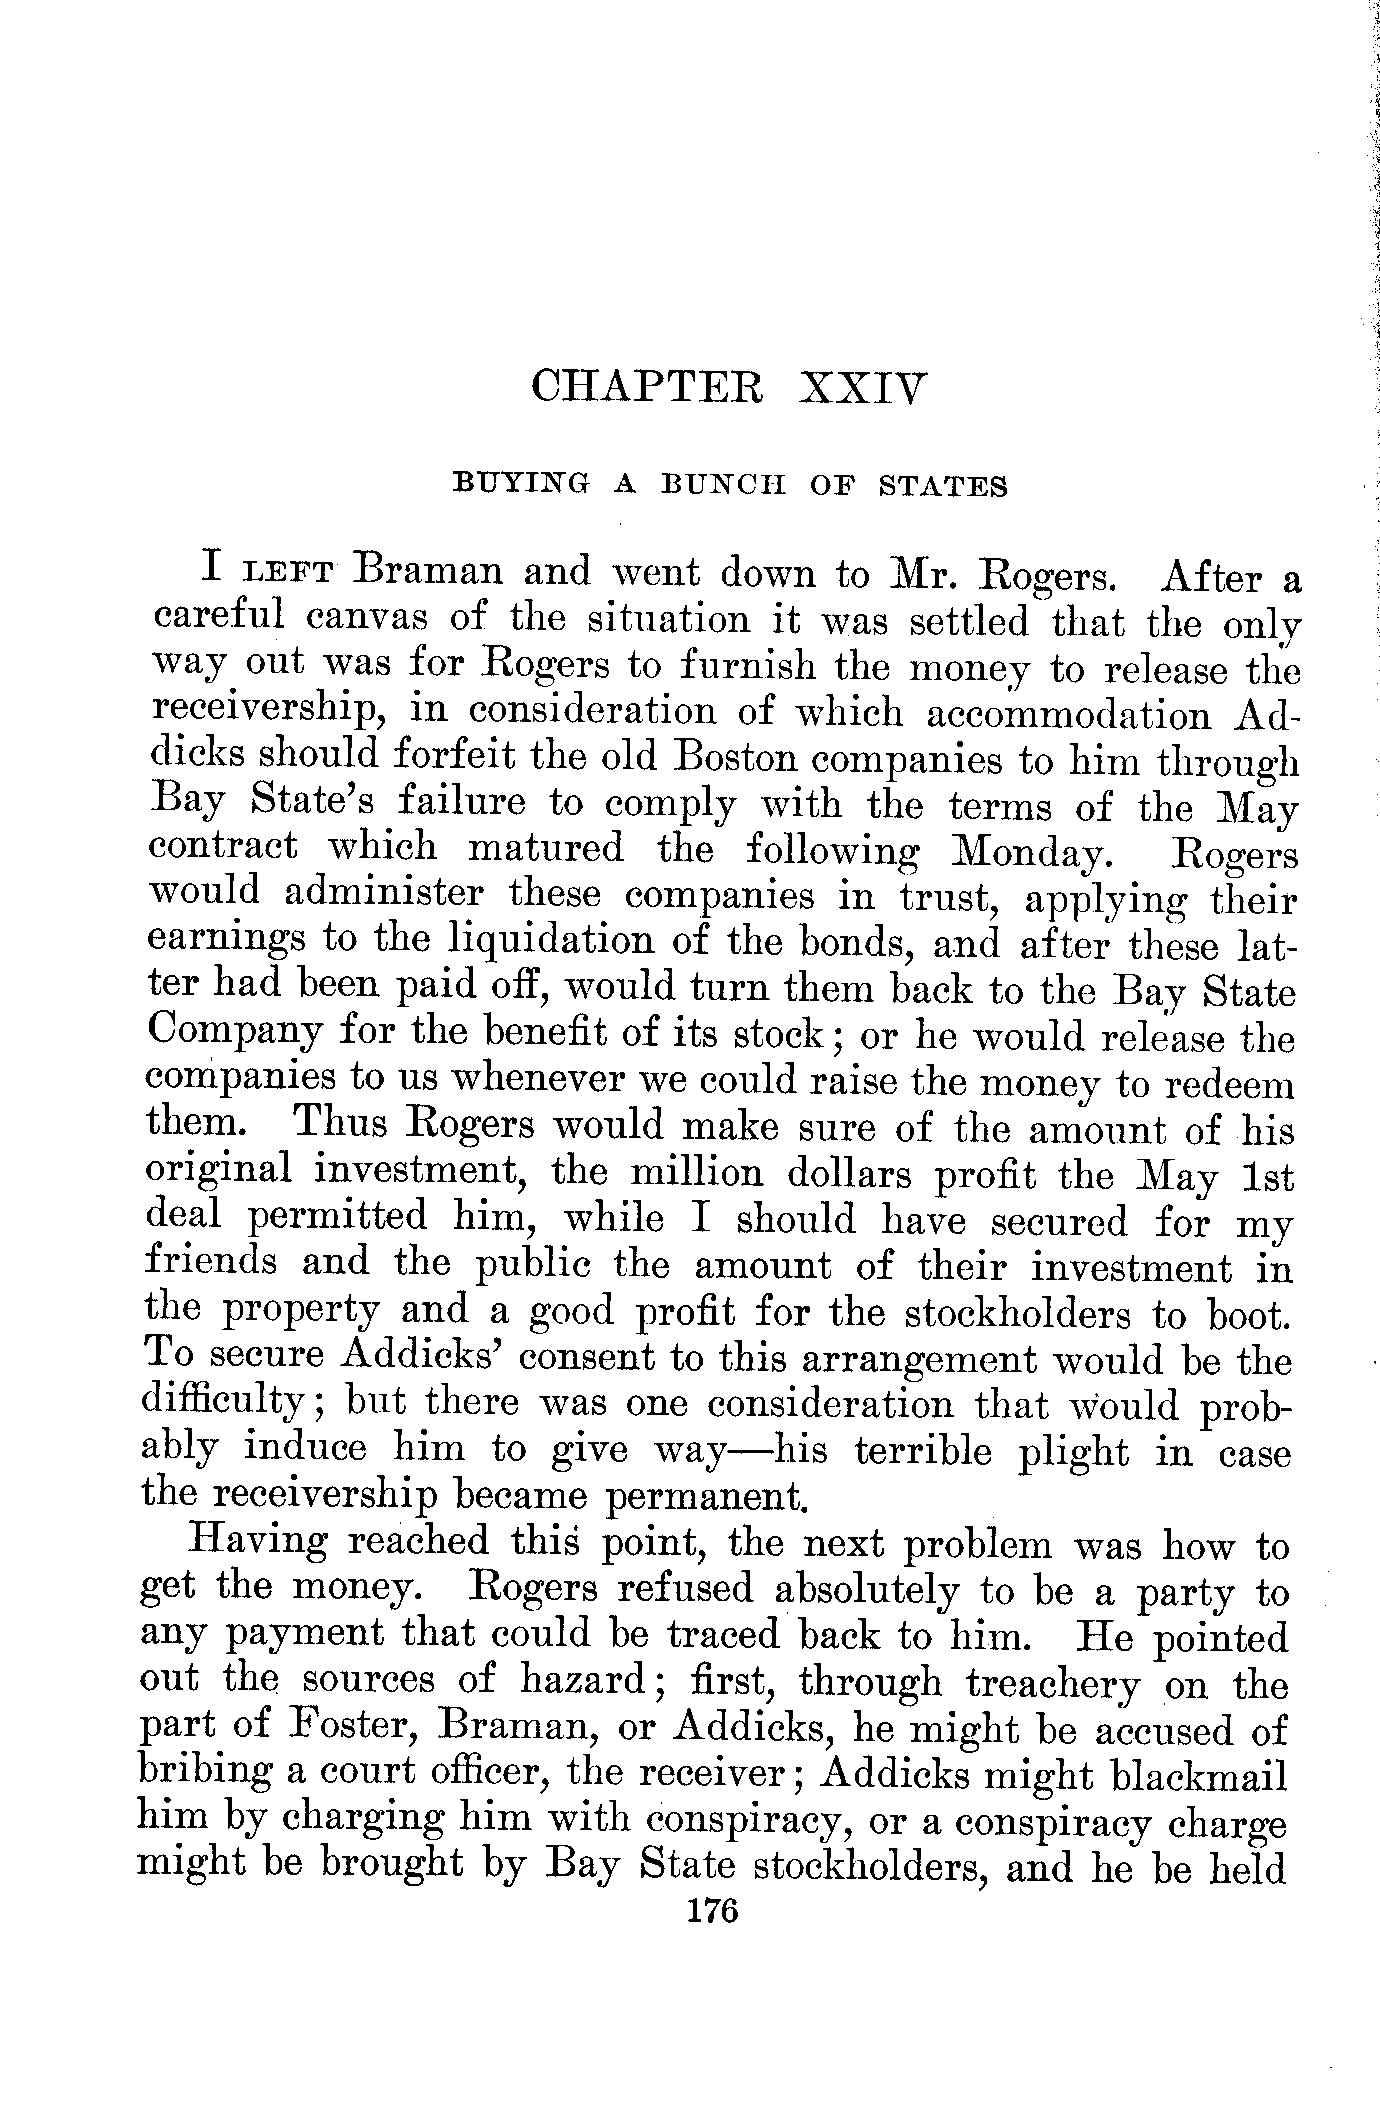 CHAPTER XXIV
BUYING A BUNCH OF STATES
I LEFT Braman and went down to Mr. Rogers. After a
careful canvas of the situation it was settled that the only
way out was for Rogers to furnish the money to release the
receivership, in consideration of which accommodation Ad-
dicks should forfeit the old Boston companies to him through
Bay State's failure to comply with the terms of the May
contract which matured the following Monday. Rogers
would administer these companies in trust, applying their
earnings to the liquidation of the bonds, and after these lat-
ter had been paid off, would turn them back to the Bay State
Company for the benefit of its stock; or he would release the
companies to us whenever we could raise the money to redeem
them. Thus Rogers would make sure of the amount of his
original investment, the million dollars profit the May 1st
deal permitted him, while I should have secured for my
friends and the public the amount of their investment in
the property and a good profit for the stockholders to boot.
To secure Addicks' consent to this arrangement would be the
difficulty; but there was one consideration that would prob-
ably induce him to give way—his terrible plight in case
the receivership became permanent.
Having reached this point, the next problem was how to
get the money. Rogers refused absolutely to be a party to
any payment that could be traced back to him. He pointed
out the sources of hazard; first, through treachery on the
part of Foster, Braman, or Addicks, he might be accused of
bribing a court officer, the receiver; Addicks might blackmail
him by charging him with conspiracy, or a conspiracy charge
might be brought by Bay State stockholders, and he be held
176